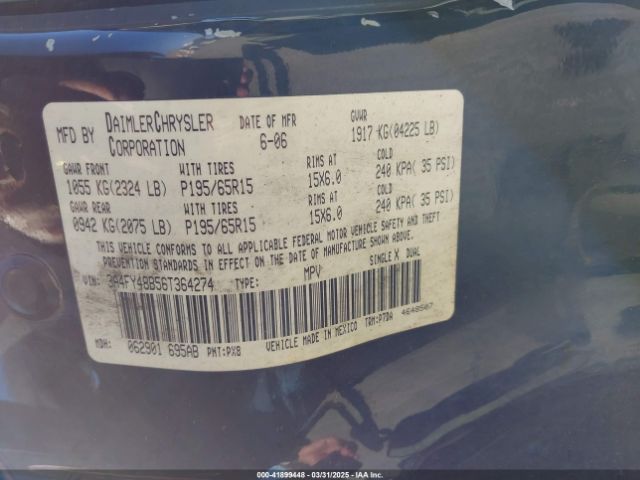 MFD BY DAIMLERCHRYSLER CORPORATION DATE OF MFR 6-06 GVWR 1917 KG(04225 LB)
GAWR FRONT WITH TIRES RIMS AT COLD
1055 KG(2324 LB) P195/65R15 15X6.0 240 KPA( 35 PSI)
GAWR REAR WITH TIRES RIMS AT COLD
0942 KG(2075 LB) P195/65R15 15X6.0 240 KPA( 35 PSI)
THIS VEHICLE CONFORMS TO ALL APPLICABLE FEDERAL MOTOR VEHICLE SAFETY AND THEFT
PREVENTION STANDARDS IN EFFECT ON THE DATE OF MANUFACTURE SHOWN ABOVE.
VIN: 3A4FY48B56T364274 TYPE: MPV SINGLE X DUAL
MDH: 062901 695AB PNT:PX8 VEHICLE MADE IN MEXICO TRM:P7DA 4648507
000-41899448 - 03/31/2025 - IAA Inc.